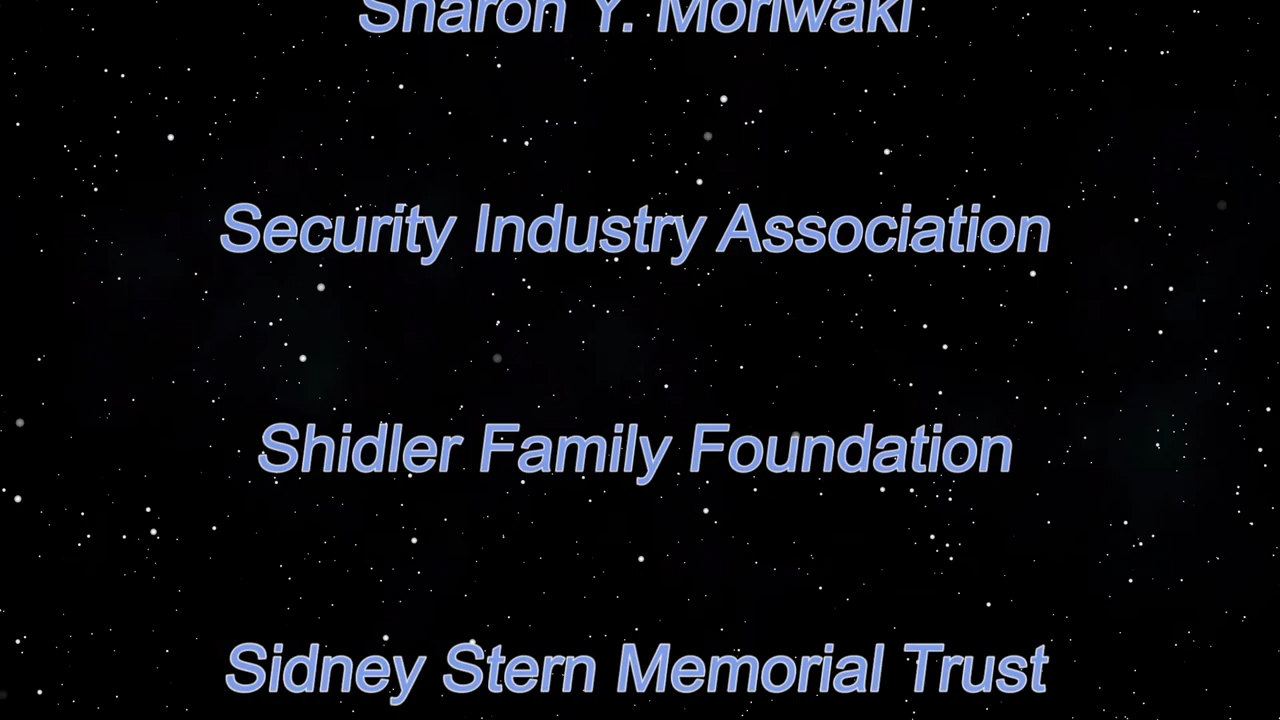 Sharon Y. Moriwaki
Security Industry Association
Shidler Family Foundation
Sidney Stern Memorial Trust